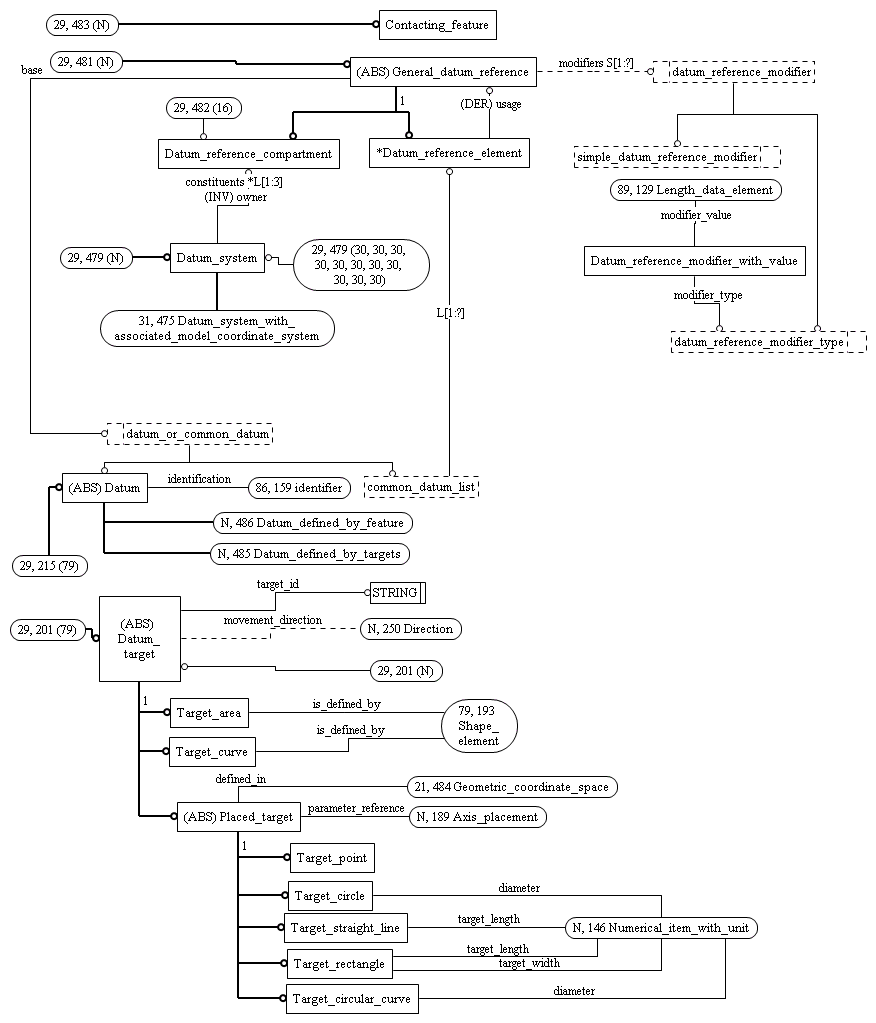 29, 483 (N)
Contacting_feature
29, 481 (N)
base
(ABS) General_datum_reference
modifiers S[1:?]
datum_reference_modifier
1
(DER) usage
29, 482 (16)
Datum_reference_compartment
*Datum_reference_element
simple_datum_reference_modifier
constituents *L[1:3]
(INV) owner
89, 129 Length_data_element
modifier_value
29, 479 (N)
Datum_system
29, 479 (30, 30, 30,
30, 30, 30, 30, 30,
30, 30, 30)
Datum_reference_modifier_with_value
modifier_type
31, 475 Datum_system_with_
associated_model_coordinate_system
L[1:?]
datum_reference_modifier_type
datum_or_common_datum
(ABS) Datum
identification
86, 159 identifier
common_datum_list
N, 486 Datum_defined_by_feature
N, 485 Datum_defined_by_targets
29, 215 (79)
target_id
STRING
29, 201 (79)
(ABS)
Datum_
target
movement_direction
N, 250 Direction
29, 201 (N)
1
Target_area
is_defined_by
79, 193
Shape_
element
Target_curve
is_defined_by
defined_in
21, 484 Geometric_coordinate_space
(ABS) Placed_target
parameter_reference
N, 189 Axis_placement
1
Target_point
Target_circle
diameter
Target_straight_line
target_length
N, 146 Numerical_item_with_unit
Target_rectangle
target_length
target_width
Target_circular_curve
diameter